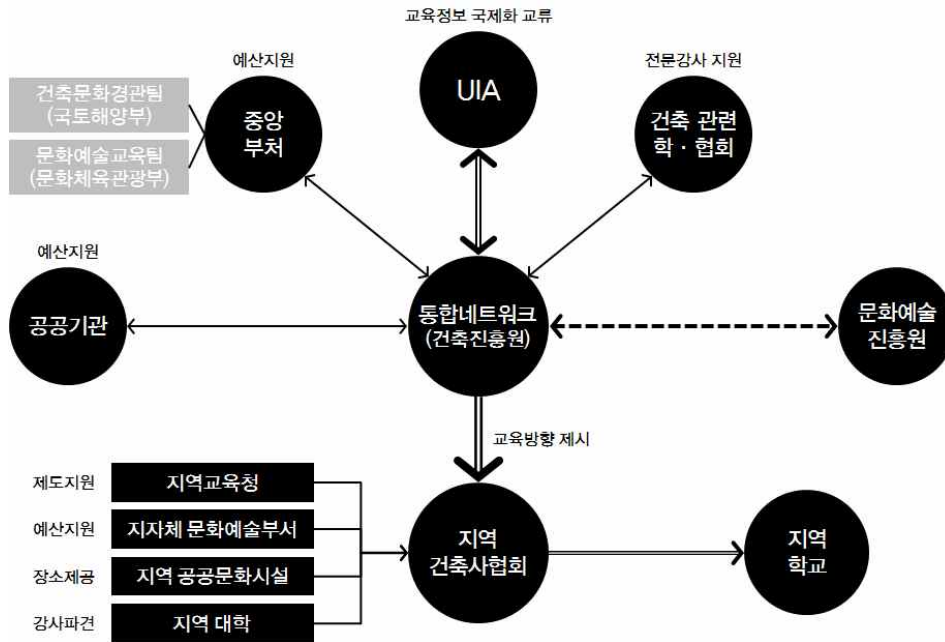 교육정보 국제화 교류
UIA
예산지원
중앙
부처
건축문화경관팀
(국토해양부)
문화예술교육팀
(문화체육관광부)
전문강사 지원
건축 관련
학 · 협회
예산지원
공공기관
통합네트워크
(건축진흥원)
문화예술
진흥원
교육방향 제시
제도지원
지역교육청
예산지원
지자체 문화예술부서
장소제공
지역 공공문화시설
강사파견
지역 대학
지역
건축사협회
지역
학교